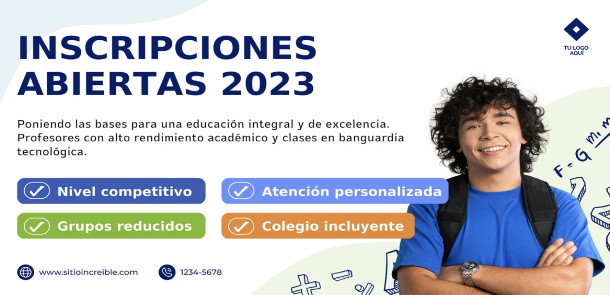 TU LOGO
AQUÍ
INSCRIPCIONES
ABIERTAS 2023
Poniendo las bases para una educación integral y de excelencia.
Profesores con alto rendimiento académico y clases en banguardia
tecnológica.
Nivel competitivo
Atención personalizada
Grupos reducidos
Colegio incluyente
www.sitioincreible.com
1234-5678
F = G m₁ m